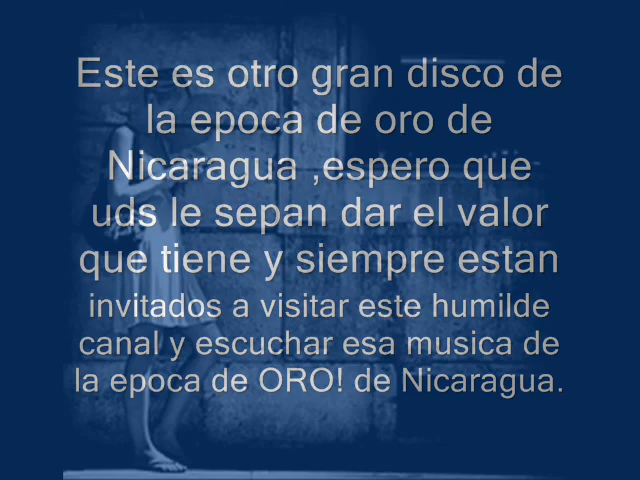 Este es otro gran disco de
la epoca de oro de
Nicaragua ,espero que
uds le sepan dar el valor
que tiene y siempre estan
invitados a visitar este humilde
canal y escuchar esa musica de
la epoca de ORO! de Nicaragua.